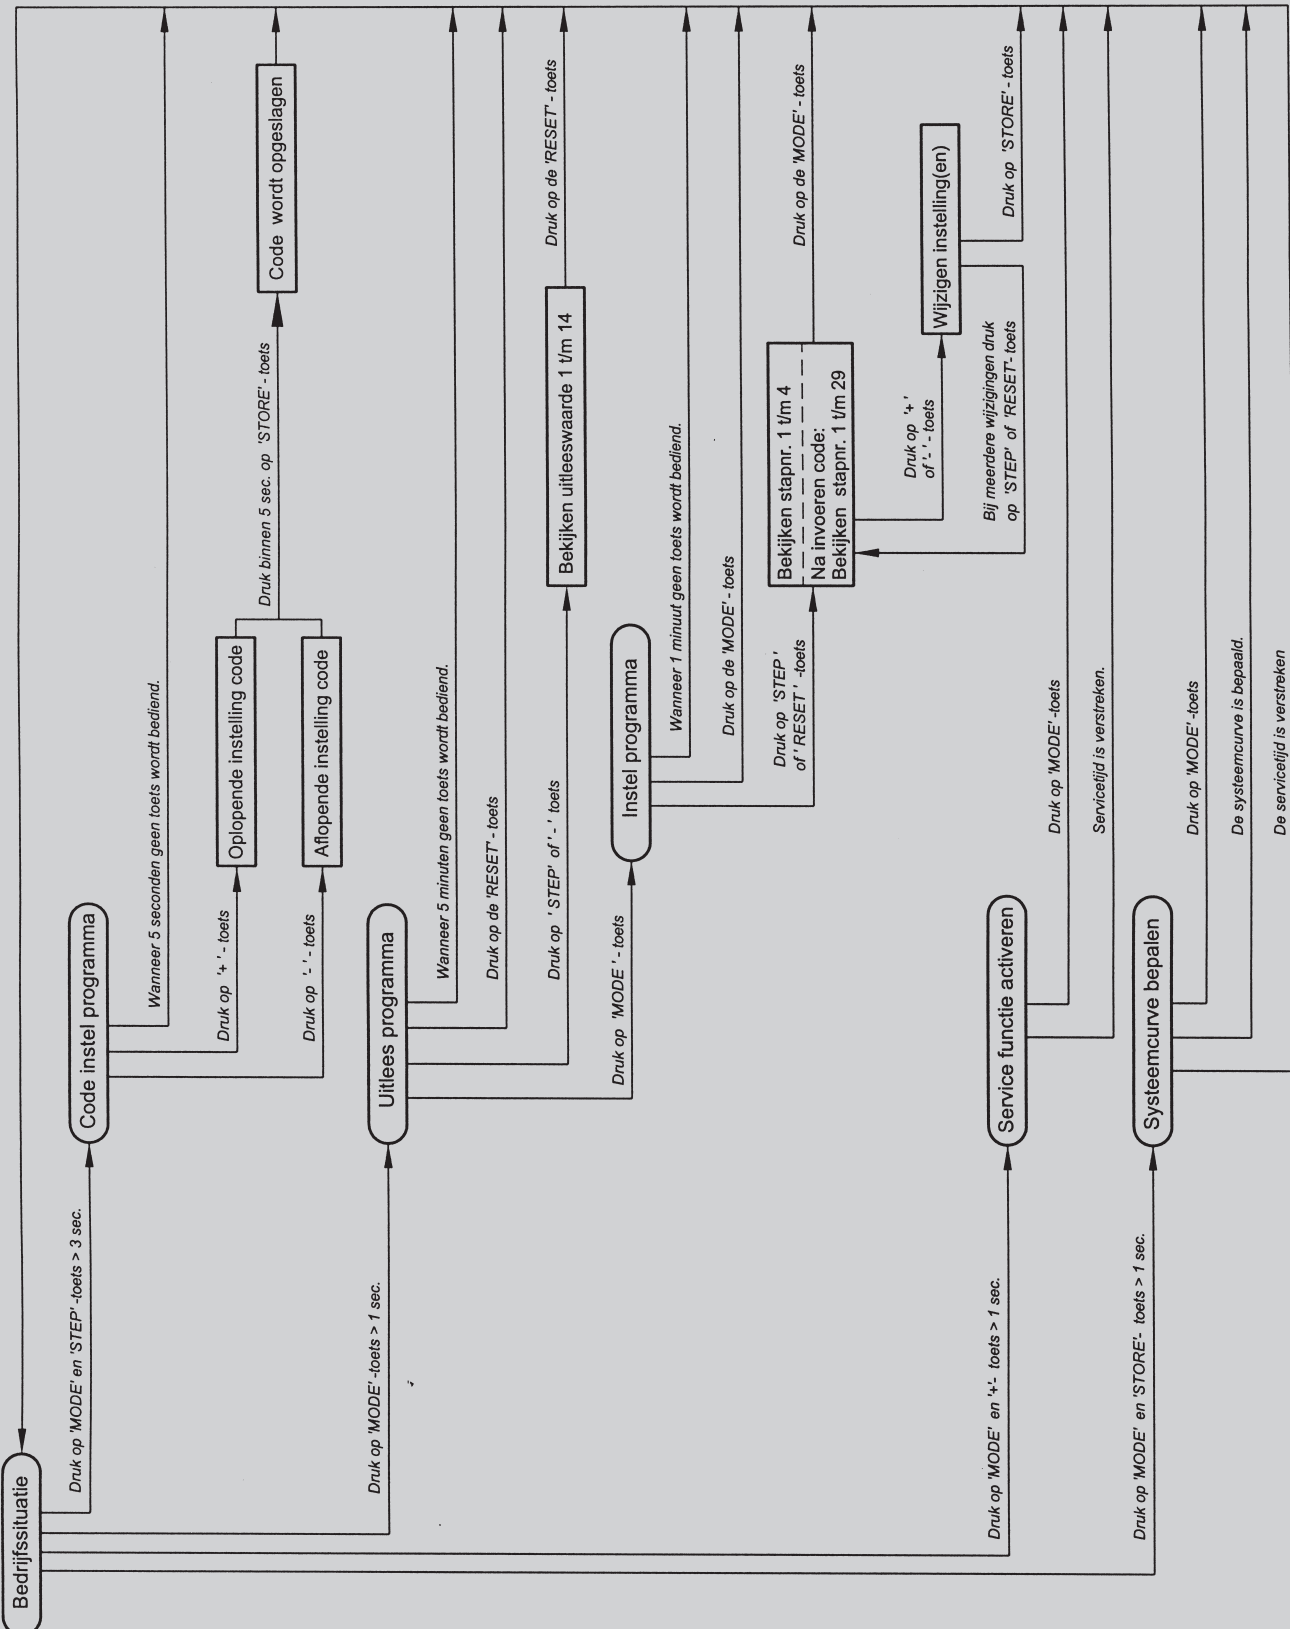 Bedrijfssituatie
Druk op 'MODE' en 'STEP' -toets > 3 sec.
Code instel programma
Wanneer 5 seconden geen toets wordt bediend.
Druk op '+' - toets
Oplopende instelling code
Druk op '-' - toets
Aflopende instelling code
Druk binnen 5 sec. op 'STORE' - toets
Code wordt opgeslagen
Druk op 'MODE' -toets > 1 sec.
Uitlees programma
Wanneer 5 minuten geen toets wordt bediend.
Druk op de 'RESET' - toets
Druk op ' STEP' of ' - ' toets
Bekijken uitleeswaarde 1 t/m 14
Druk op de 'RESET' - toets
Druk op 'MODE ' - toets
Instel programma
Wanneer 1 minuut geen toets wordt bediend.
Druk op de 'MODE' - toets
Druk op 'STEP '
of ' RESET ' -toets
Bekijken stapnr. 1 t/m 4
Na invoeren code:
Bekijken stapnr. 1 t/m 29
Druk op de 'MODE' - toets
Druk op '+'
of '-' - toets
Wijzigen instelling(en)
Bij meerdere wijzigingen druk
op 'STEP' of 'RESET'- toets
Druk op 'STORE' - toets
Druk op 'MODE' en '+'- toets > 1 sec.
Service functie activeren
Druk op 'MODE' -toets
Servicetijd is verstreken.
Druk op 'MODE' en 'STORE'- toets > 1 sec.
Systeemcurve bepalen
Druk op 'MODE' -toets
De systeemcurve is bepaald.
De servicetijd is verstreken